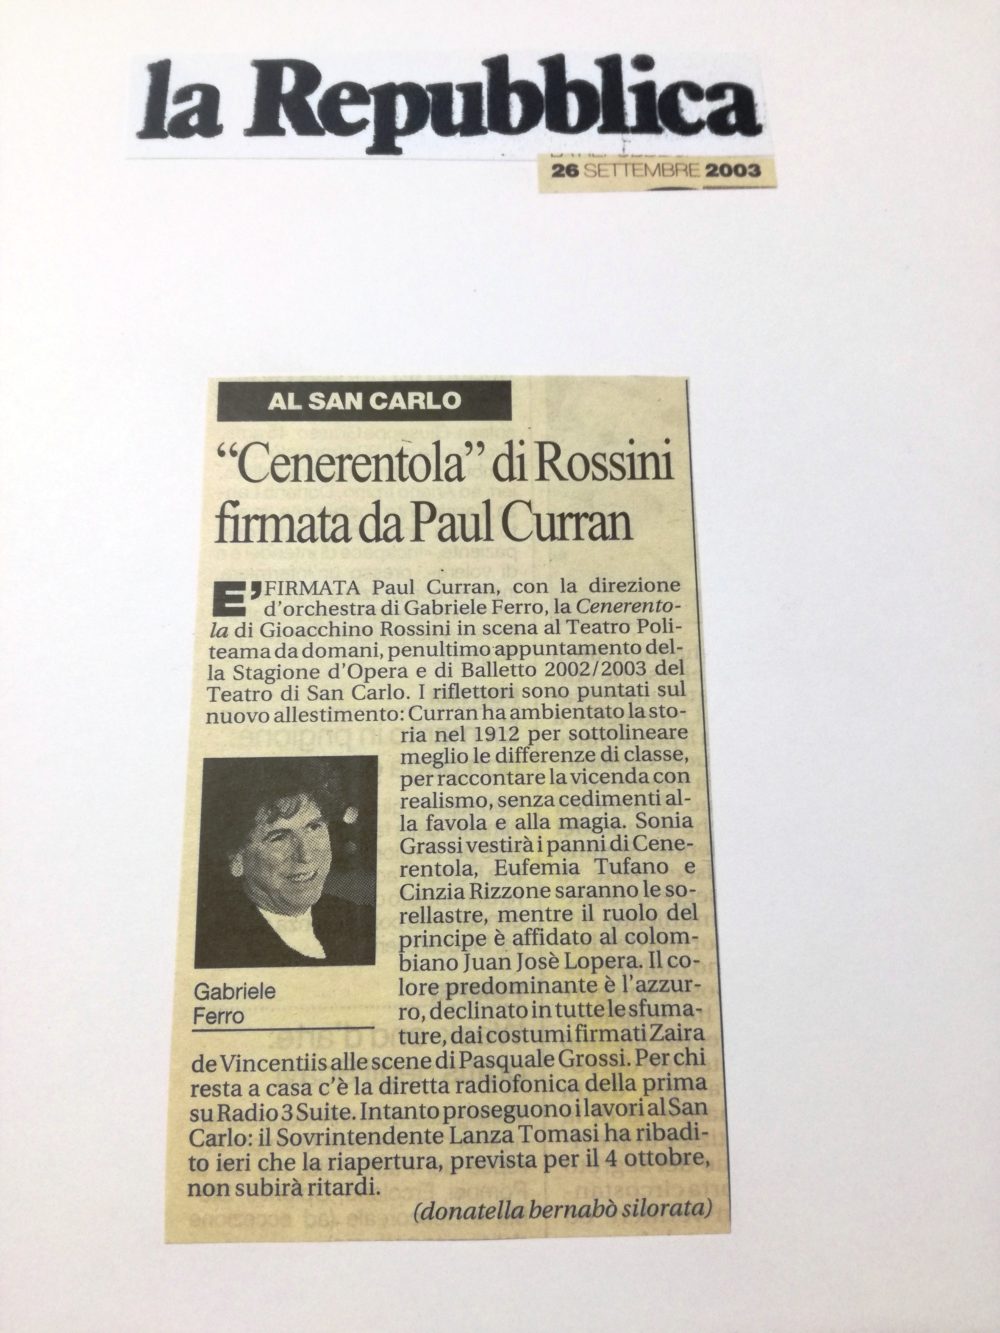 la Repubblica
26 SETTEMBRE 2003
AL SAN CARLO
“Cenerentola” di Rossini
firmata da Paul Curran
E’ FIRMATA Paul Curran, con la direzione
d’orchestra di Gabriele Ferro, la Cenerento-
la di Gioacchino Rossini in scena al Teatro Poli-
teama da domani, penultimo appuntamento del-
la Stagione d’Opera e di Balletto 2002/2003 del
Teatro di San Carlo. I riflettori sono puntati sul
nuovo allestimento: Curran ha ambientato la sto-
ria nel 1912 per sottolineare
meglio le differenze di classe,
per raccontare la vicenda con
realismo, senza cedimenti al-
la favola e alla magia. Sonia
Grassi vestirà i panni di Cene-
rentola, Eufemia Tufano e
Cinzia Rizzone saranno le so-
rellastre, mentre il ruolo del
principe è affidato al colom-
biano Juan Josè Lopera. Il co-
lore predominante è l’azzur-
ro, declinato in tutte le sfuma-
ture, dai costumi firmati Zaira
de Vincentiis alle scene di Pasquale Grossi. Per chi
resta a casa c’è la diretta radiofonica della prima
su Radio 3 Suite. Intanto proseguono i lavori al San
Carlo: il Sovrintendente Lanza Tomasi ha ribadi-
to ieri che la riapertura, prevista per il 4 ottobre,
non subirà ritardi.
(donatella bernabò silorata)
Gabriele
Ferro